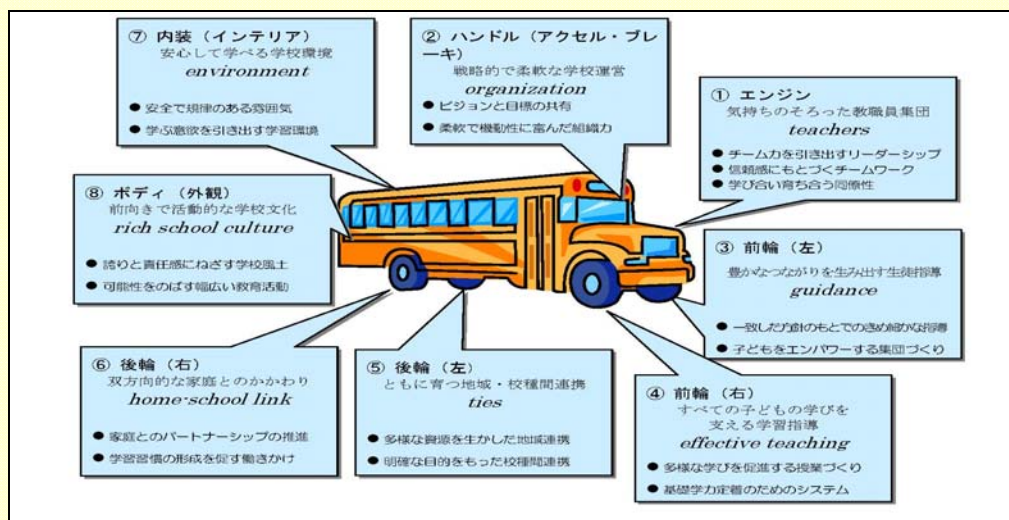 ⑦ 内装（インテリア）
安心して学べる学校環境
environment
● 安全で規律のある雰囲気
● 学ぶ意欲を引き出す学習環境
② ハンドル（アクセル・ブレ
ーキ）
戦略的で柔軟な学校運営
organization
● ビジョンと目標の共有
● 柔軟で機動性に富んだ組織力
① エンジン
気持ちのそろった教職員集団
teachers
● チーム力を引き出すリーダーシップ
● 信頼感にもとづくチームワーク
● 学び合い育ち合う同僚性
⑧ ボディ（外観）
前向きで活動的な学校文化
rich school culture
● 誇りと責任感にねざす学校風土
● 可能性をのばす幅広い教育活動
③ 前輪（左）
豊かなつながりを生み出す生徒指導
guidance
● 一致した方針のもとでのきめ細かな指導
● 子どもをエンパワーする集団づくり
⑥ 後輪（右）
双方向的な家庭とのかかわり
home-school link
● 家庭とのパートナーシップの推進
● 学習習慣の形成を促す働きかけ
⑤ 後輪（左）
ともに育つ地域・校種間連携
ties
● 多様な資源を生かした地域連携
● 明確な目的をもった校種間連携
④ 前輪（右）
すべての子どもの学びを
支える学習指導
effective teaching
● 多様な学びを促進する授業づくり
● 基礎学力定着のためのシステム